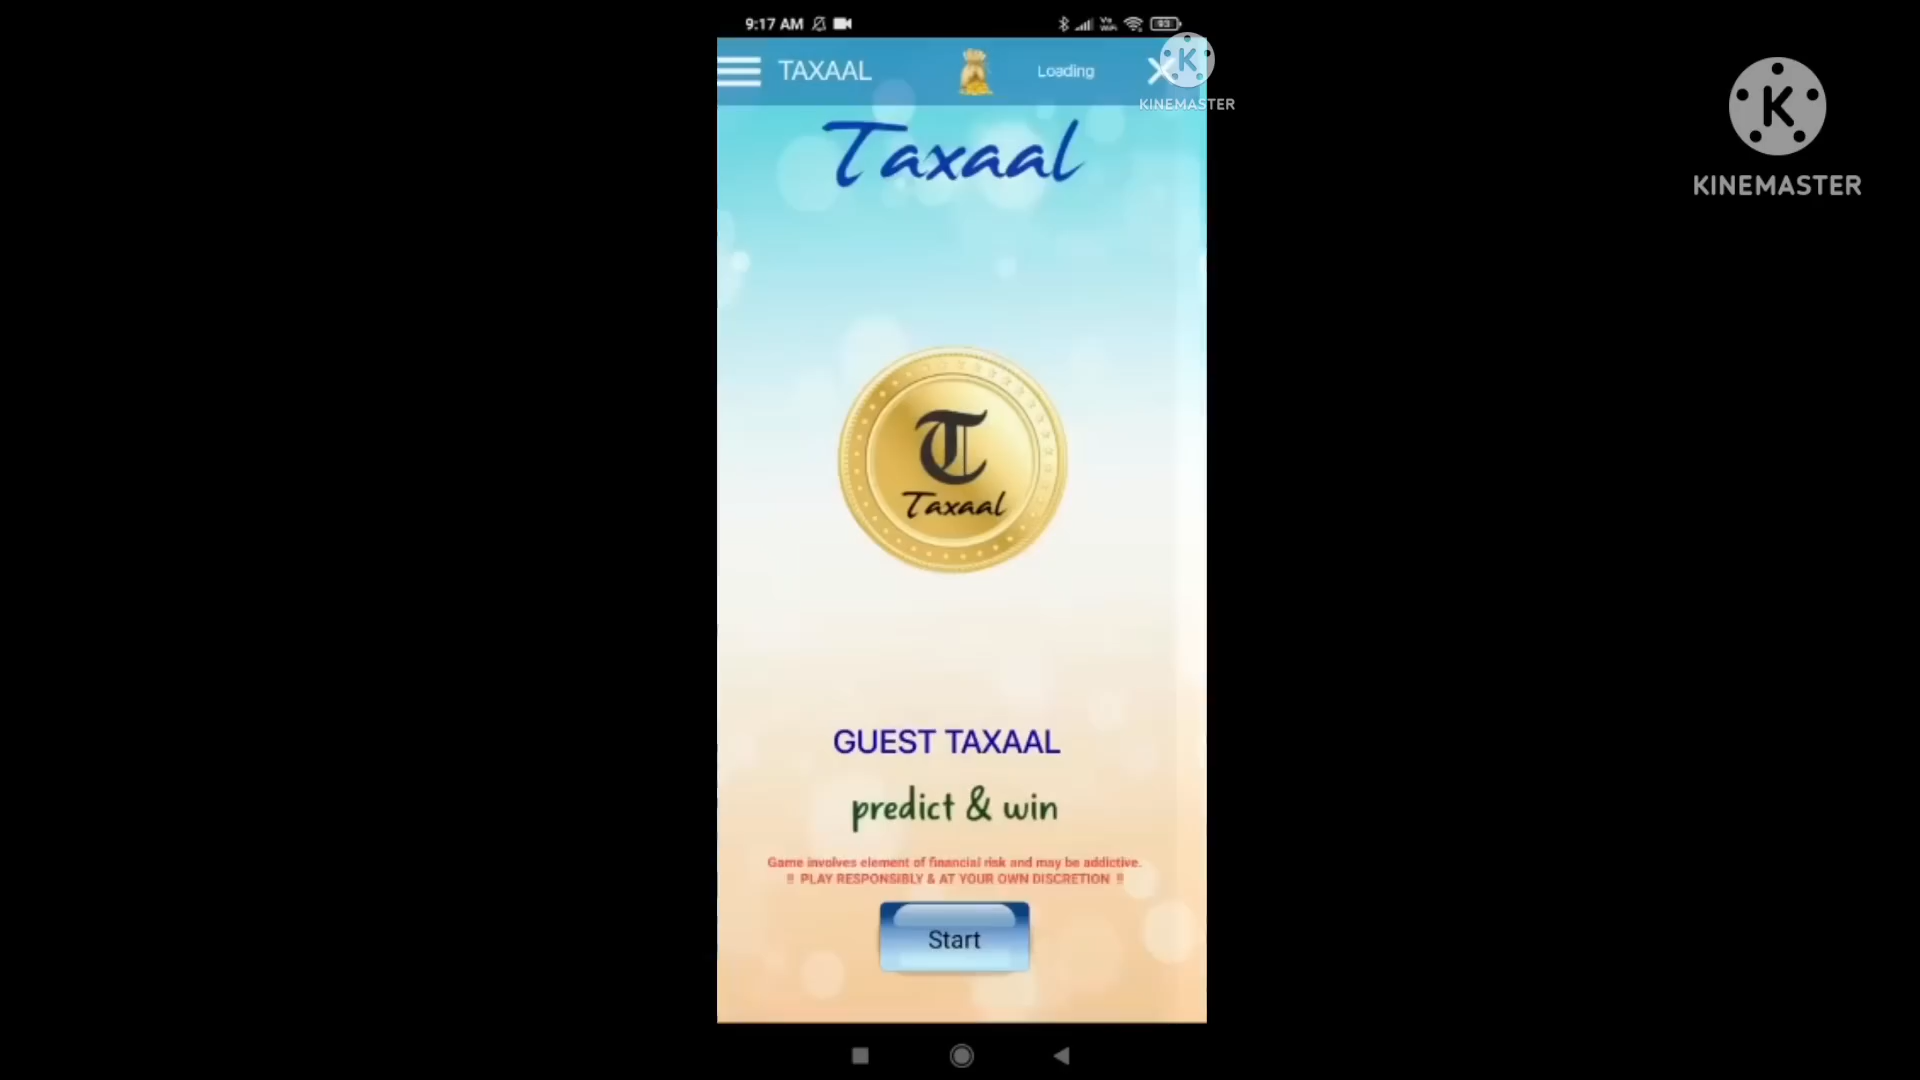 9:17 AM
93
TAXAAL
Loading
K
KINEMASTER
K
KINEMASTER
Taxaal
T
Taxaal
GUEST TAXAAL
predict & win
Game involves element of financial risk and may be addictive.
!! PLAY RESPONSIBLY & AT YOUR OWN DISCRETION !!
Start